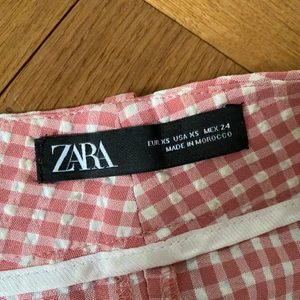 ZARA
EUR XS USA XS MEX 24
MADE IN MOROCCO